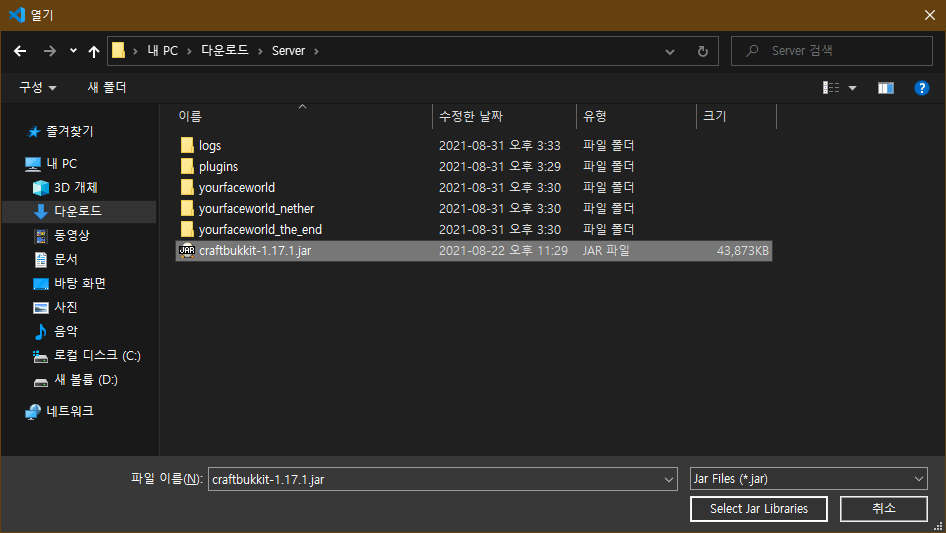 열기
내 PC 다운로드 Server Server 검색
구성 새 폴더
이름 수정한 날짜 유형 크기
즐겨찾기
내 PC
3D 개체
다운로드
동영상
문서
바탕 화면
사진
음악
로컬 디스크 (C:)
새 볼륨 (D:)
네트워크
logs 2021-08-31 오후 3:33 파일 폴더
plugins 2021-08-31 오후 3:29 파일 폴더
yourfaceworld 2021-08-31 오후 3:30 파일 폴더
yourfaceworld_nether 2021-08-31 오후 3:30 파일 폴더
yourfaceworld_the_end 2021-08-31 오후 3:30 파일 폴더
JAR craftbukkit-1.17.1.jar 2021-08-22 오후 11:29 JAR 파일 43,873KB
파일 이름(N): craftbukkit-1.17.1.jar Jar Files (*.jar)
Select Jar Libraries 취소